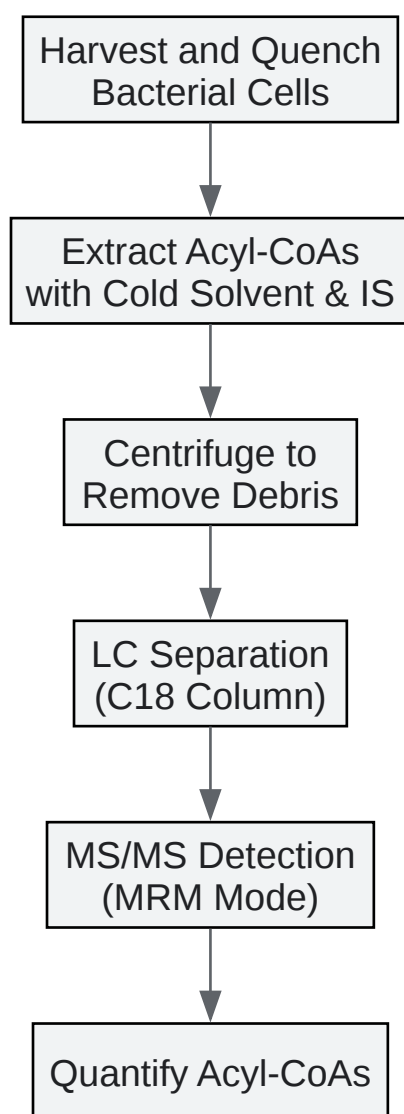 Harvest and Quench
Bacterial Cells
Extract Acyl-CoAs
with Cold Solvent & IS
Centrifuge to
Remove Debris
LC Separation
(C18 Column)
MS/MS Detection
(MRM Mode)
Quantify Acyl-CoAs